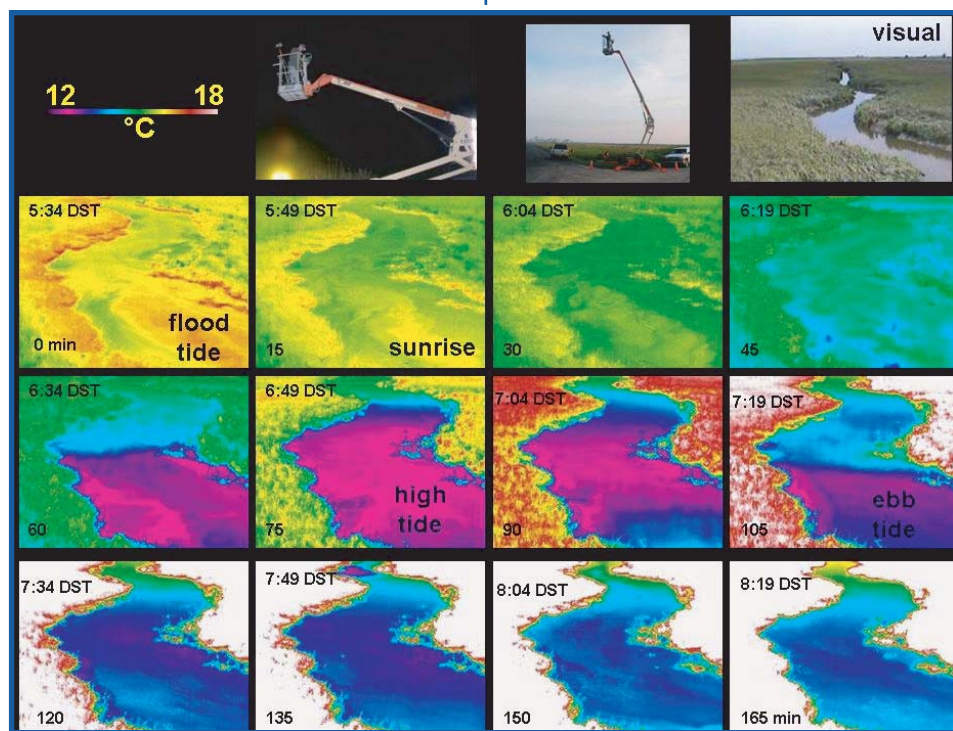 visual
12 18
°C
5:34 DST
flood
tide
0 min
5:49 DST
sunrise
15
6:04 DST
30
6:19 DST
45
6:34 DST
60
6:49 DST
high
tide
75
7:04 DST
90
7:19 DST
ebb
tide
105
7:34 DST
120
7:49 DST
135
8:04 DST
150
8:19 DST
165 min